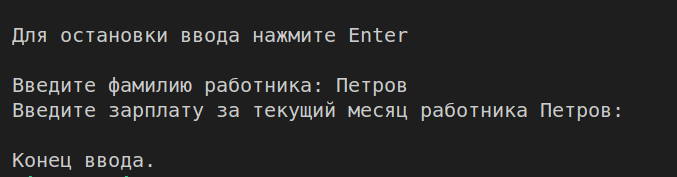 Для остановки ввода нажмите Enter
Введите фамилию работника: Петров
Введите зарплату за текущий месяц работника Петров:
Конец ввода.